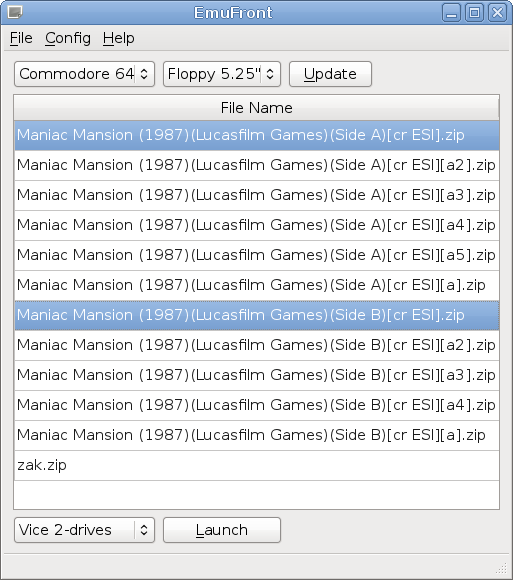 EmuFront
File Config Help
Commodore 64 Floppy 5.25" Update
File Name
Maniac Mansion (1987)(Lucasfilm Games)(Side A)[cr ESI].zip
Maniac Mansion (1987)(Lucasfilm Games)(Side A)[cr ESI][a2].zip
Maniac Mansion (1987)(Lucasfilm Games)(Side A)[cr ESI][a3].zip
Maniac Mansion (1987)(Lucasfilm Games)(Side A)[cr ESI][a4].zip
Maniac Mansion (1987)(Lucasfilm Games)(Side A)[cr ESI][a5].zip
Maniac Mansion (1987)(Lucasfilm Games)(Side A)[cr ESI][a].zip
Maniac Mansion (1987)(Lucasfilm Games)(Side B)[cr ESI].zip
Maniac Mansion (1987)(Lucasfilm Games)(Side B)[cr ESI][a2].zip
Maniac Mansion (1987)(Lucasfilm Games)(Side B)[cr ESI][a3].zip
Maniac Mansion (1987)(Lucasfilm Games)(Side B)[cr ESI][a4].zip
Maniac Mansion (1987)(Lucasfilm Games)(Side B)[cr ESI][a].zip
zak.zip
Vice 2-drives Launch